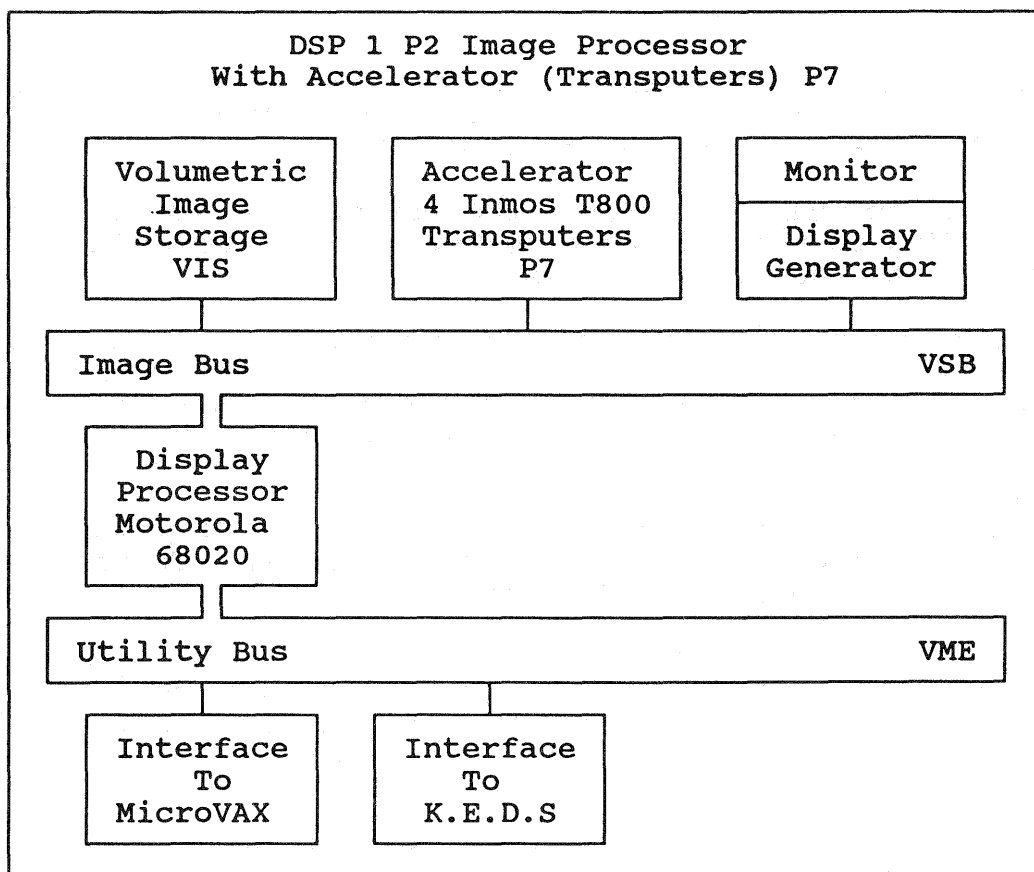 DSP 1 P2 Image Processor
With Accelerator (Transputers) P7
Volumetric
Image
Storage
VIS
Accelerator
4 Inmos T800
Transputers
P7
Monitor
Display
Generator
Image Bus VSB
Display
Processor
Motorola
68020
Utility Bus VME
Interface
To
MicroVAX
Interface
To
K.E.D.S